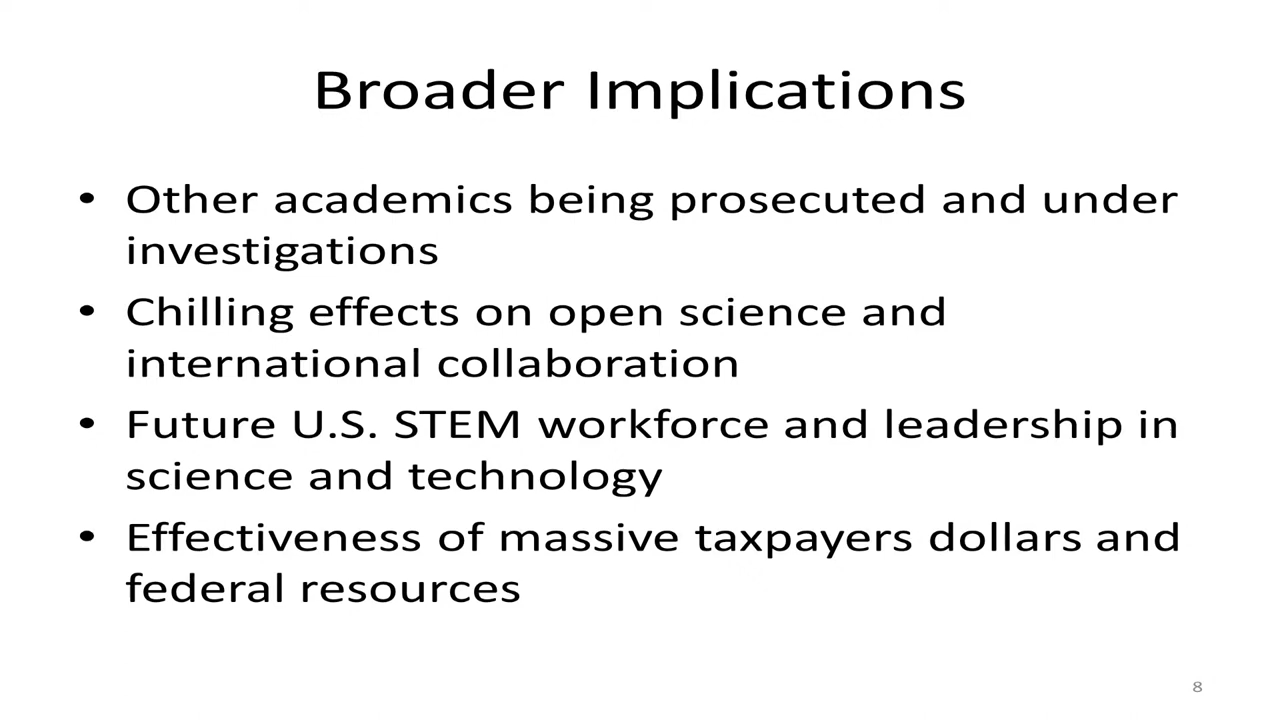 Broader Implications
• Other academics being prosecuted and under
investigations
• Chilling effects on open science and
international collaboration
• Future U.S. STEM workforce and leadership in
science and technology
• Effectiveness of massive taxpayers dollars and
federal resources
8